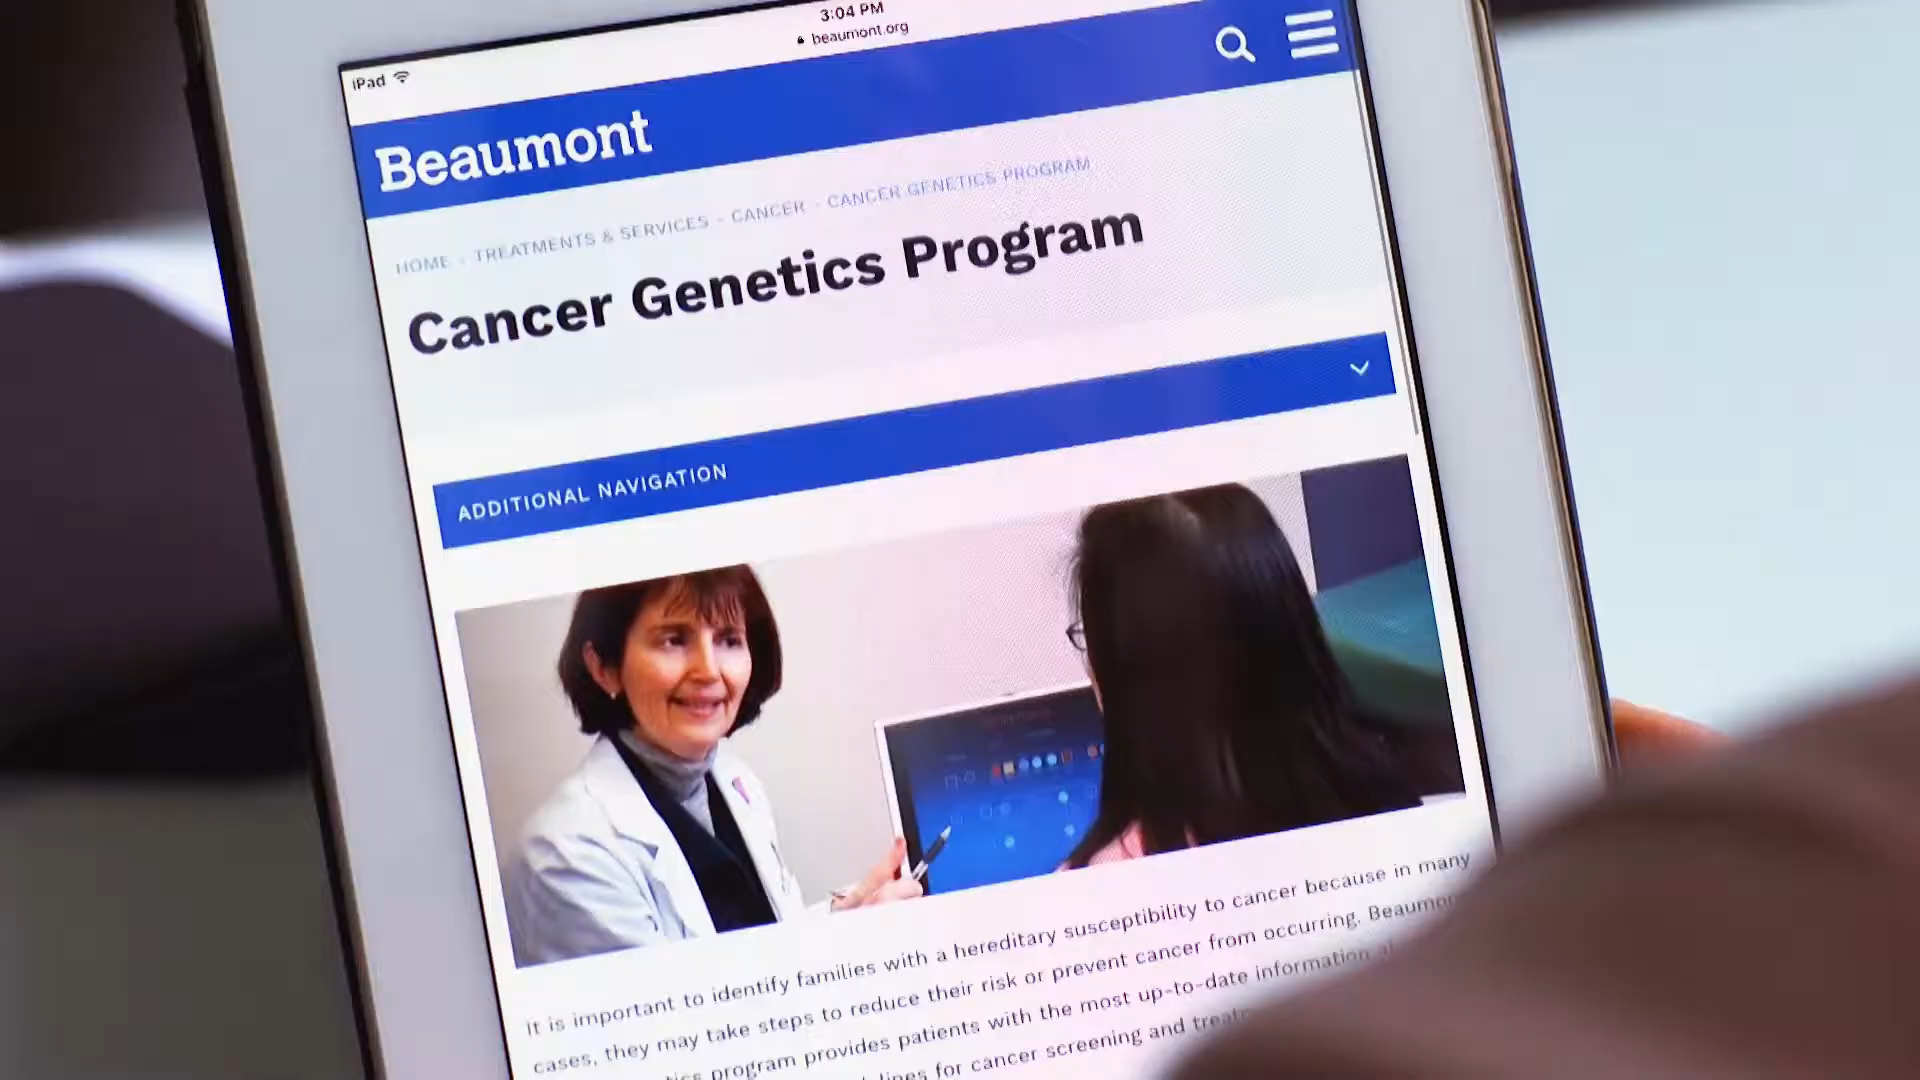 3:04 PM
iPad
beaumont.org
Beaumont
HOME - TREATMENTS & SERVICES - CANCER - CANCER GENETICS PROGRAM
Cancer Genetics Program
ADDITIONAL NAVIGATION
It is important to identify families with a hereditary susceptibility to cancer because in many
cases, they may take steps to reduce their risk or prevent cancer from occurring. Beaumo
program provides patients with the most up-to-date information
for cancer screening and